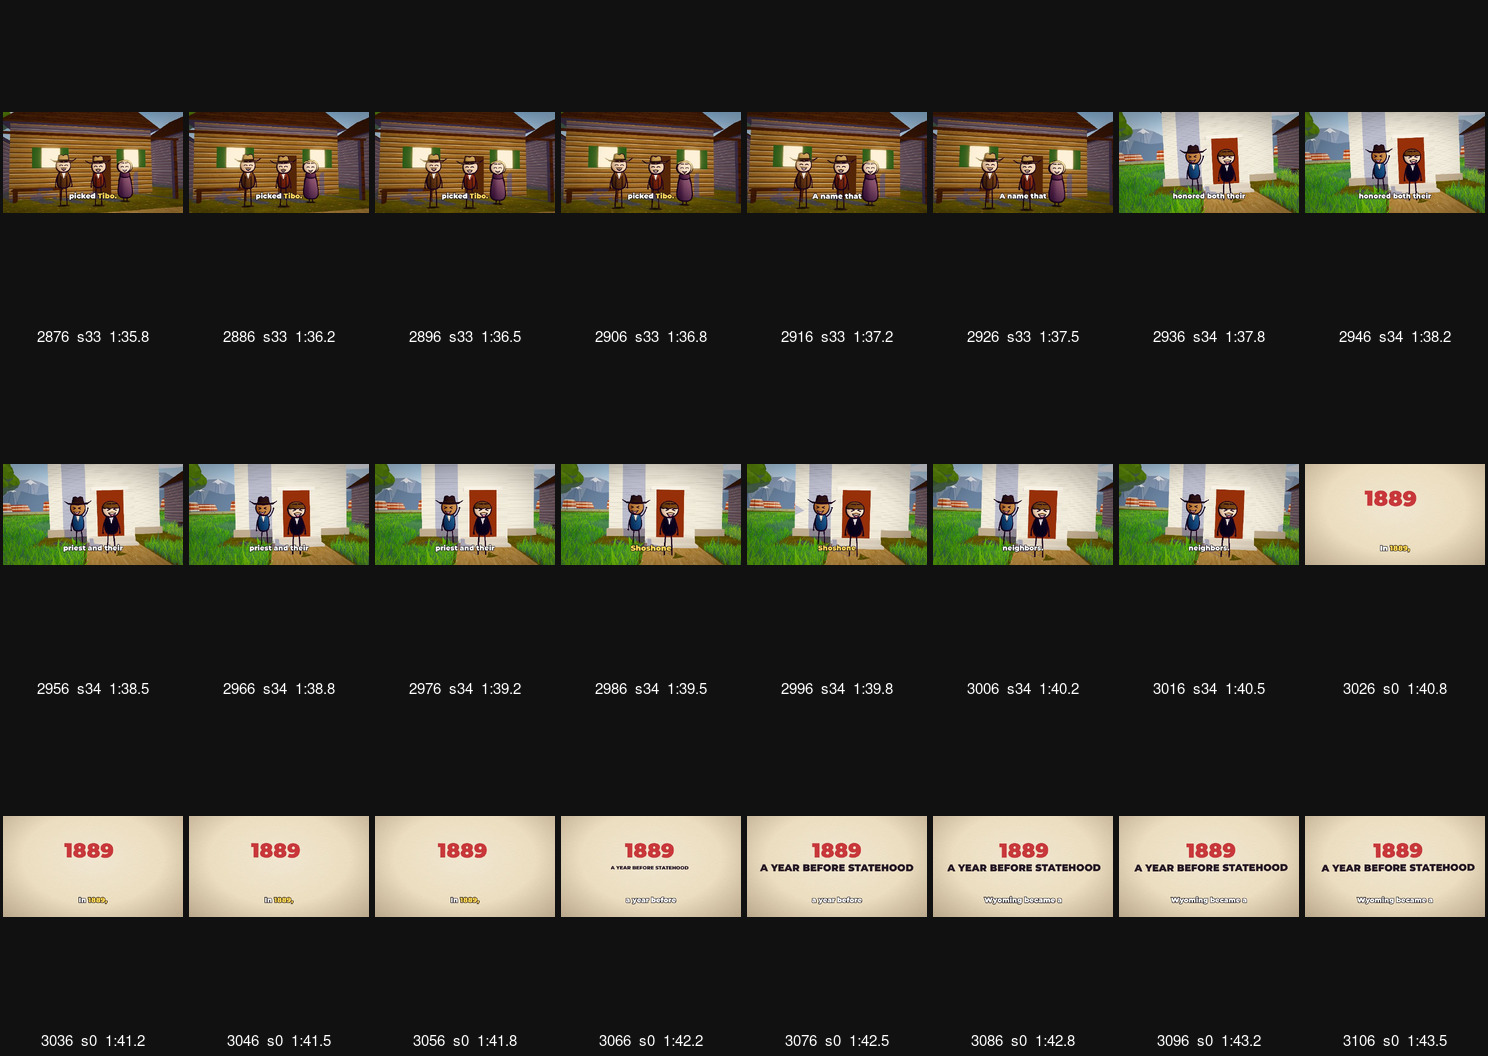 picked Tibo.
picked Tibo.
picked Tibo.
picked Tibo.
A name that
A name that
honored both their
honored both their
2876 s33 1:35.8
2886 s33 1:36.2
2896 s33 1:36.5
2906 s33 1:36.8
2916 s33 1:37.2
2926 s33 1:37.5
2936 s34 1:37.8
2946 s34 1:38.2
priest and their
priest and their
priest and their
Shoshone
Shoshone
neighbors.
neighbors.
1889
In 1889,
2956 s34 1:38.5
2966 s34 1:38.8
2976 s34 1:39.2
2986 s34 1:39.5
2996 s34 1:39.8
3006 s34 1:40.2
3016 s34 1:40.5
3026 s0 1:40.8
1889
In 1889,
1889
In 1889,
1889
In 1889,
1889
A YEAR BEFORE STATEHOOD
a year before
1889
A YEAR BEFORE STATEHOOD
a year before
1889
A YEAR BEFORE STATEHOOD
Wyoming became a
1889
A YEAR BEFORE STATEHOOD
Wyoming became a
1889
A YEAR BEFORE STATEHOOD
Wyoming became a
3036 s0 1:41.2
3046 s0 1:41.5
3056 s0 1:41.8
3066 s0 1:42.2
3076 s0 1:42.5
3086 s0 1:42.8
3096 s0 1:43.2
3106 s0 1:43.5